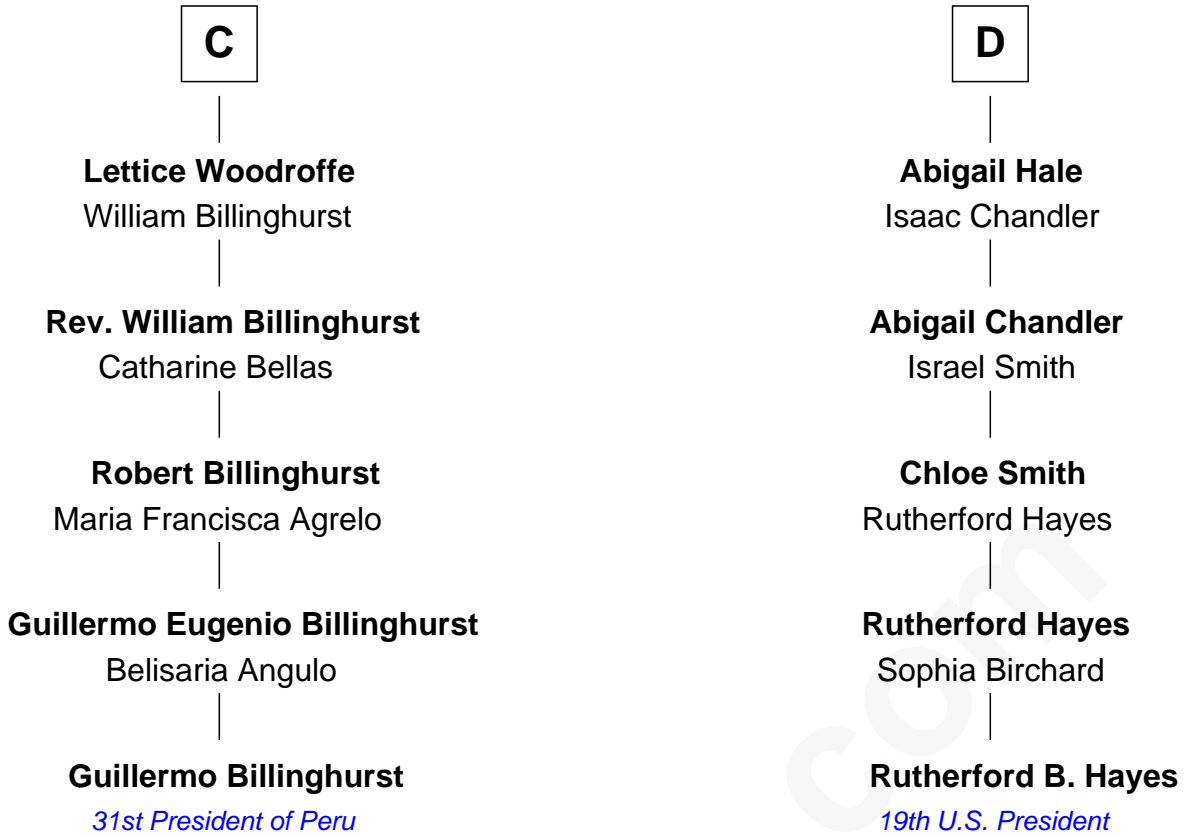 C
Lettice Woodroffe
William Billinghurst
Rev. William Billinghurst
Catharine Bellas
Robert Billinghurst
Maria Francisca Agrelo
Guillermo Eugenio Billinghurst
Belisaria Angulo
Guillermo Billinghurst
31st President of Peru
D
Abigail Hale
Isaac Chandler
Abigail Chandler
Israel Smith
Chloe Smith
Rutherford Hayes
Rutherford Hayes
Sophia Birchard
Rutherford B. Hayes
19th U.S. President
com